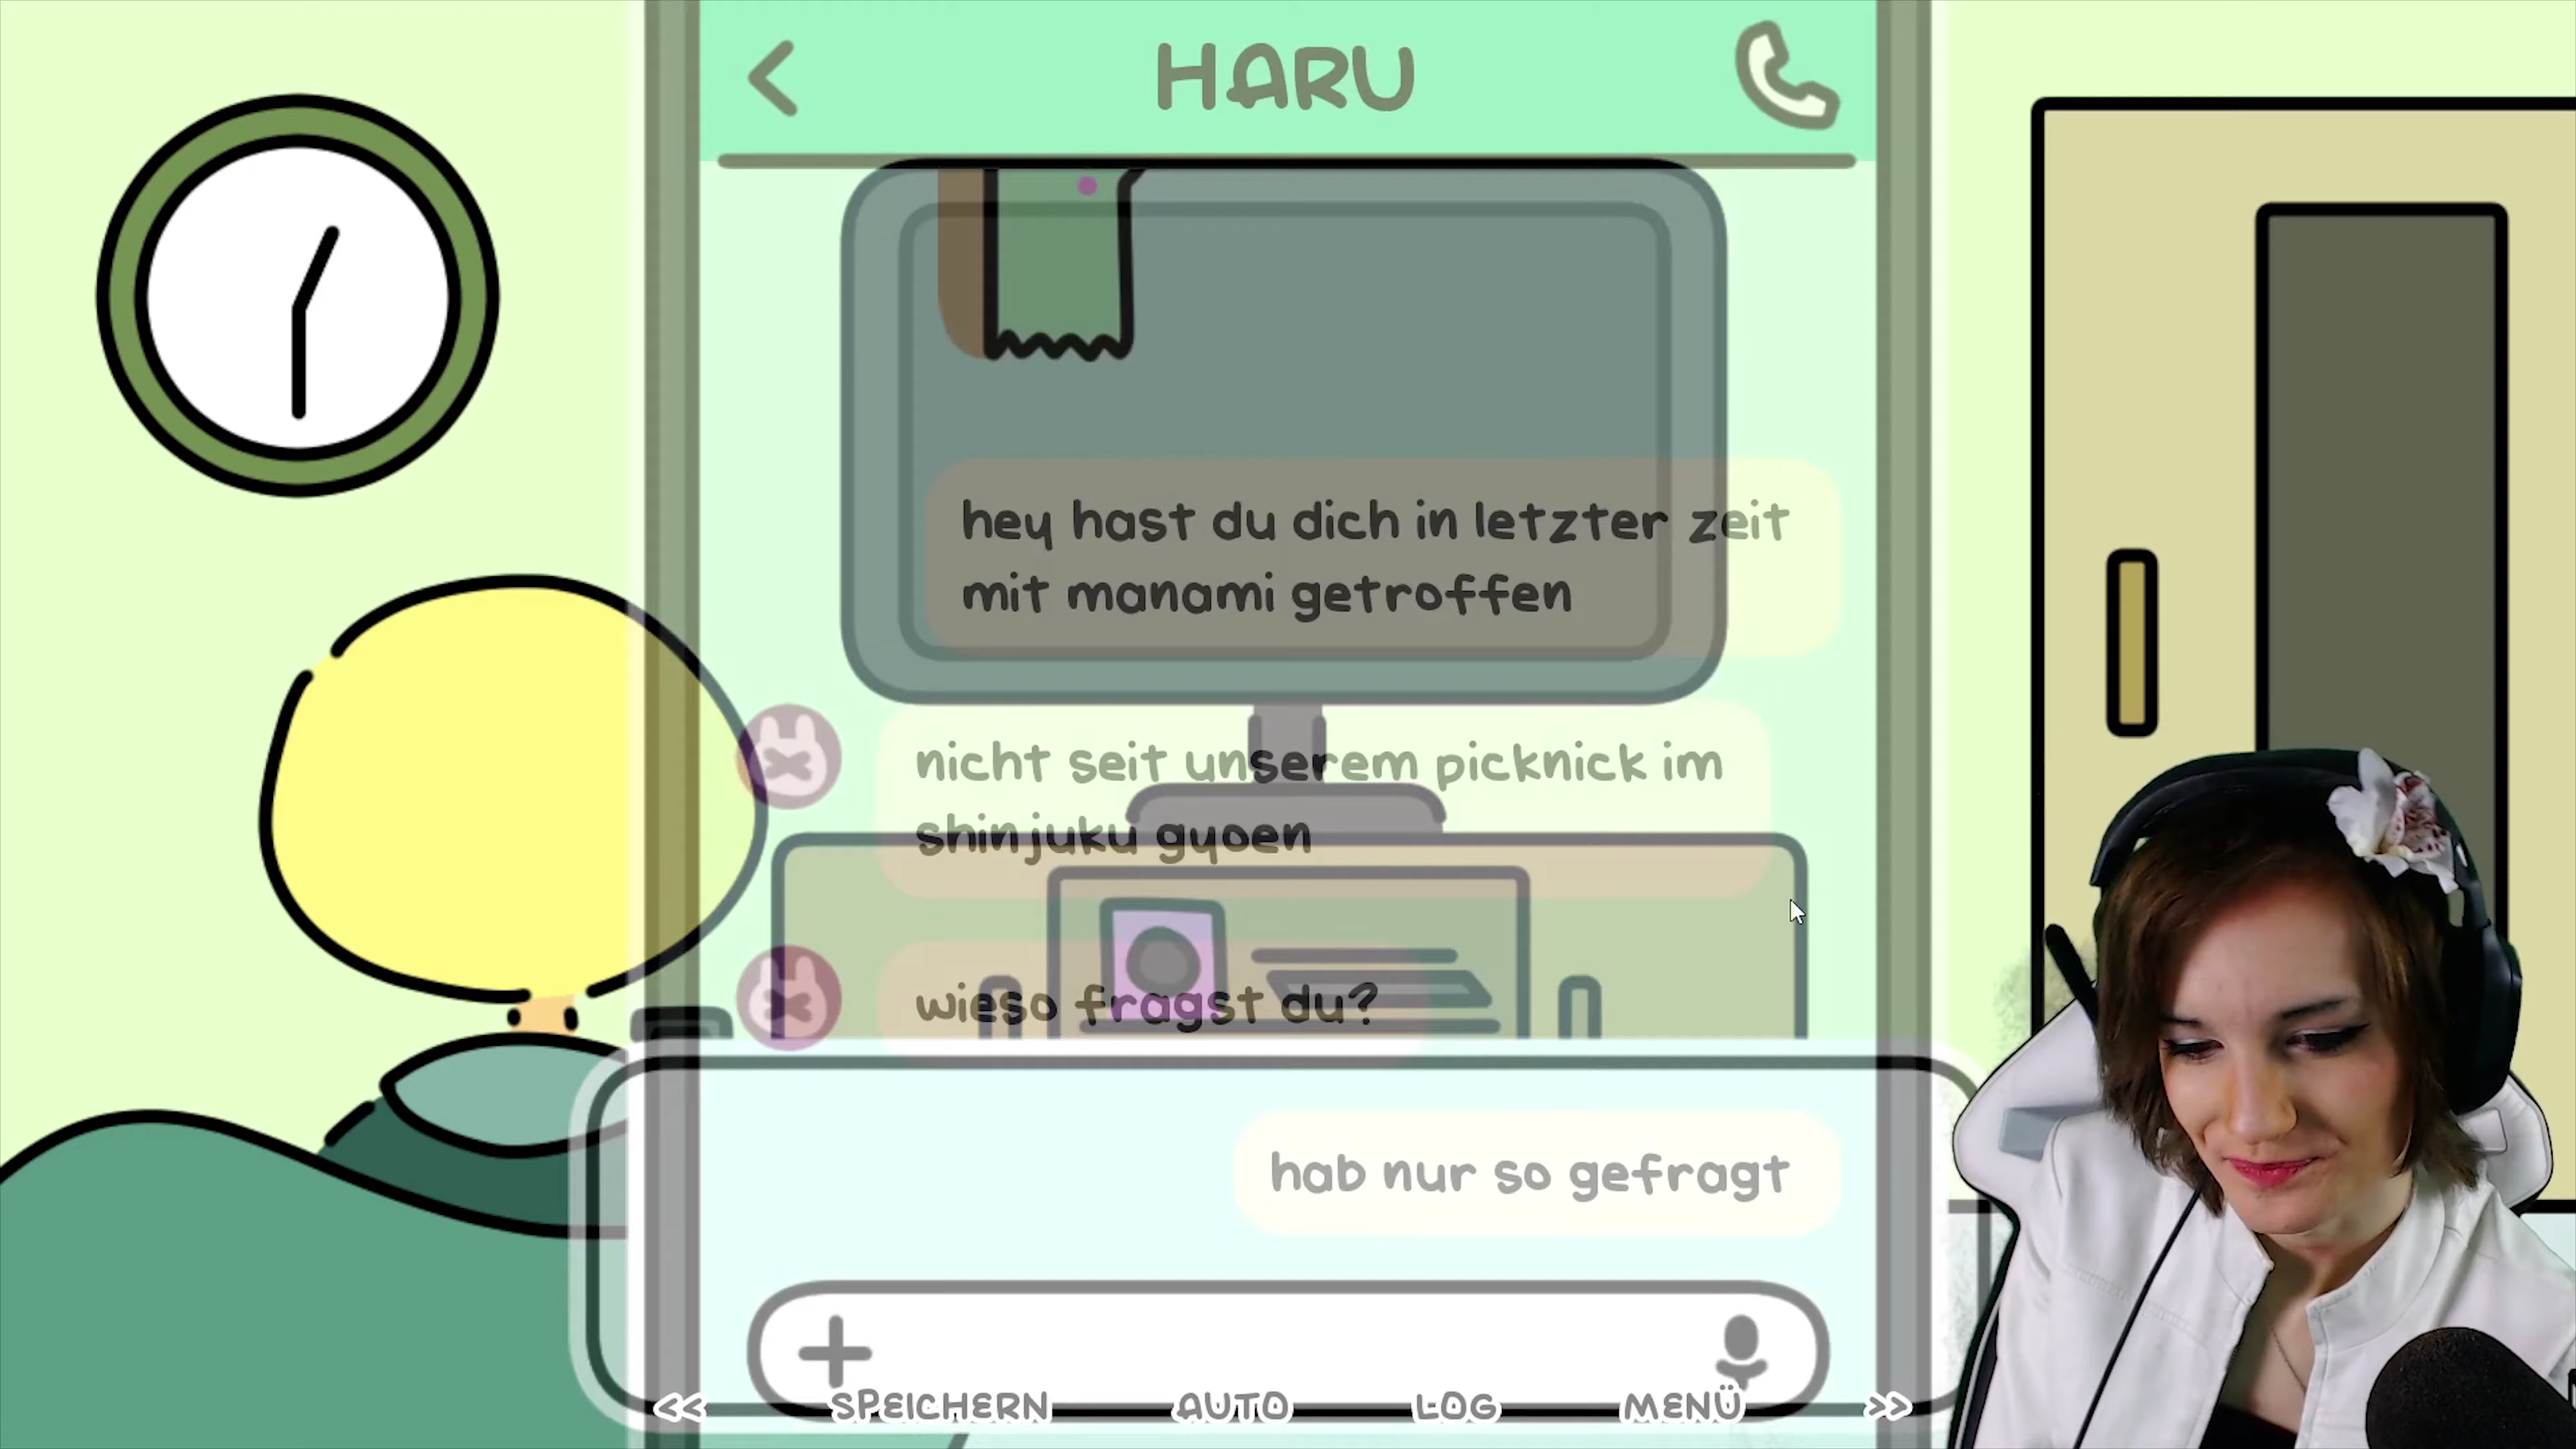 HARU
hey hast du dich in letzter zeit
mit manami getroffen
nicht seit unserem picknick im
shinjuku gyoen
wieso fragst du?
hab nur so gefragt
<< SPEICHERN AUTO LOG MENÜ >>